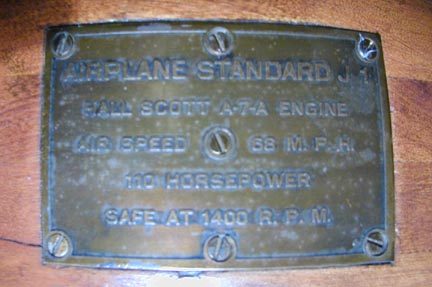 AIRPLANE STANDARD J 1
HALL SCOTT A-7-A ENGINE
AIR SPEED 68 M. P. H.
110 HORSEPOWER
SAFE AT 1400 R. P. M.